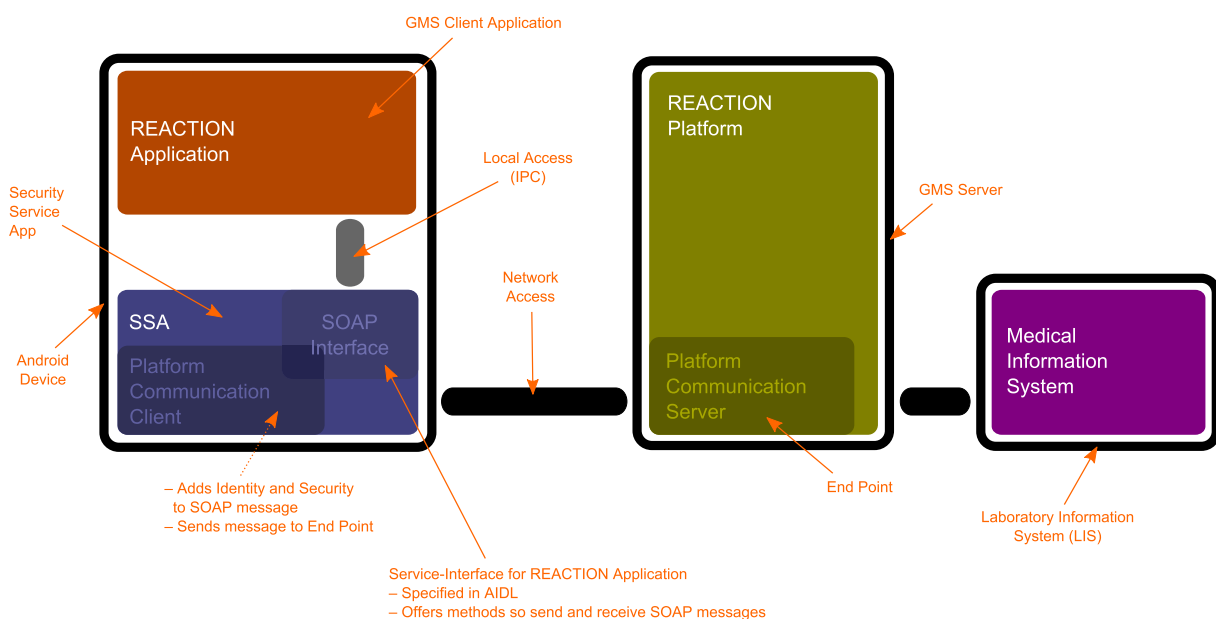 GMS Client Application
REACTION
Application
REACTION
Platform
Local Access
(IPC)
Security
Service
App
GMS Server
Network
Access
SSA
SOAP
Interface
Android
Device
Platform
Communication
Client
Platform
Communication
Server
Medical
Information
System
– Adds Identity and Security
to SOAP message
– Sends message to End Point
End Point
Laboratory Information
System (LIS)
Service-Interface for REACTION Application
– Specified in AIDL
– Offers methods so send and receive SOAP messages